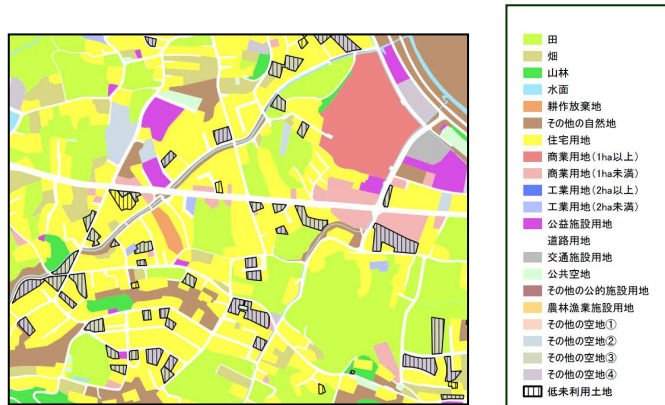 田
畑
山林
水面
耕作放棄地
その他の自然地
住宅用地
商業用地(1ha以上)
商業用地(1ha未満)
工業用地(2ha以上)
工業用地(2ha未満)
公益施設用地
道路用地
交通施設用地
公共空地
その他の公的施設用地
農林漁業施設用地
その他の空地①
その他の空地②
その他の空地③
その他の空地④
低未利用土地